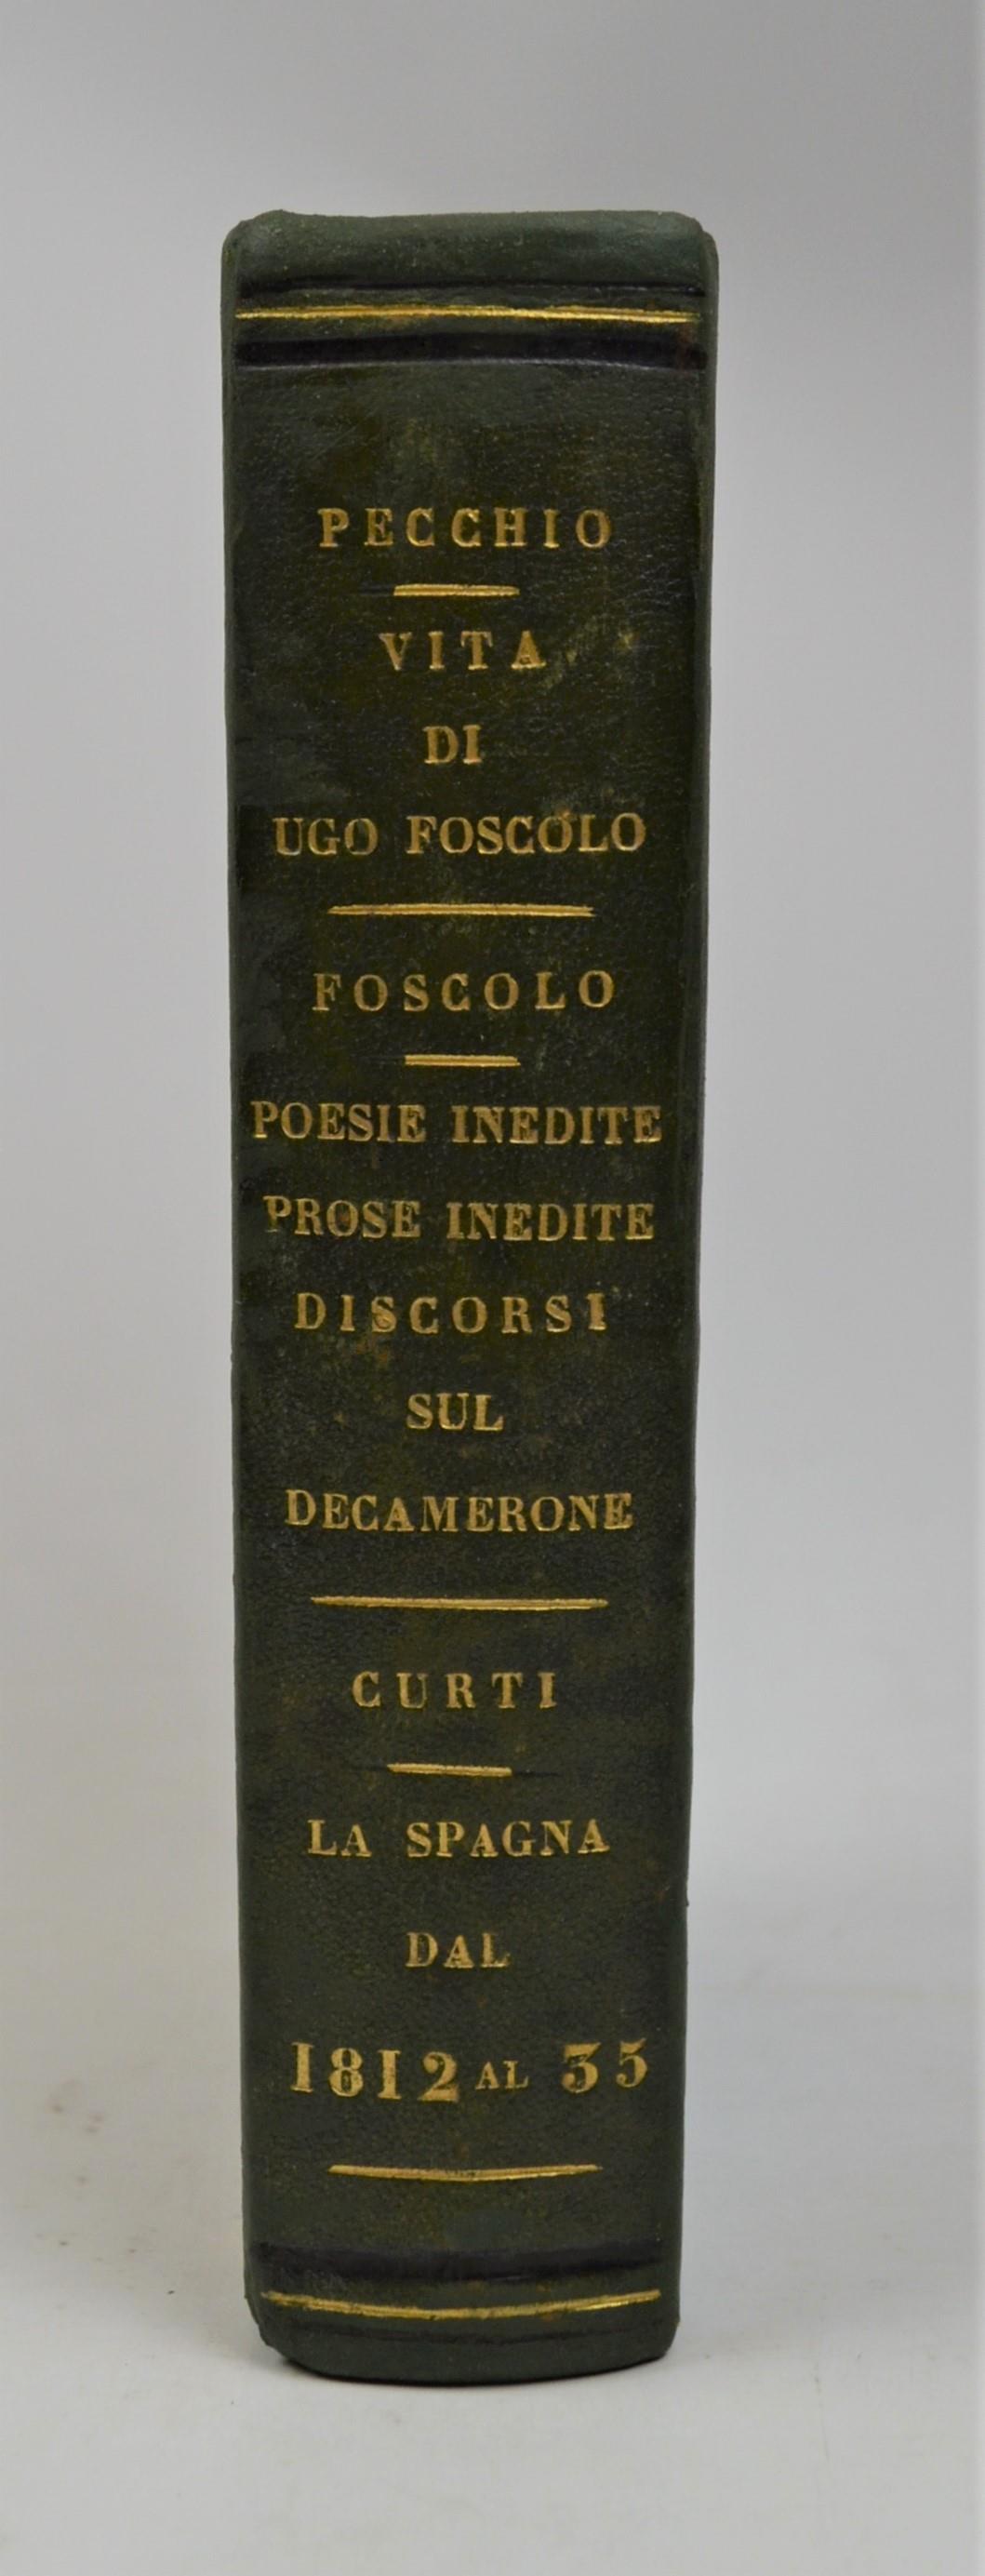 PECCHIO
VITA
DI
UGO FOSCOLO
FOSCOLO
POESIE INEDITE
PROSE INEDITE
DISCORSI
SUL
DECAMERONE
CURTI
LA SPAGNA
DAL
1812 AL 35